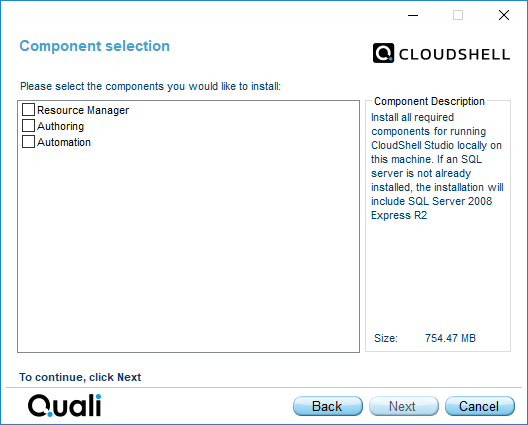 Component selection
CLOUDSHELL
Please select the components you would like to install:
Resource Manager
Authoring
Automation
Component Description
Install all required
components for running
CloudShell Studio locally on
this machine. If an SQL
server is not already
installed, the installation will
include SQL Server 2008
Express R2
Size: 754.47 MB
To continue, click Next
Quali
Back Next Cancel